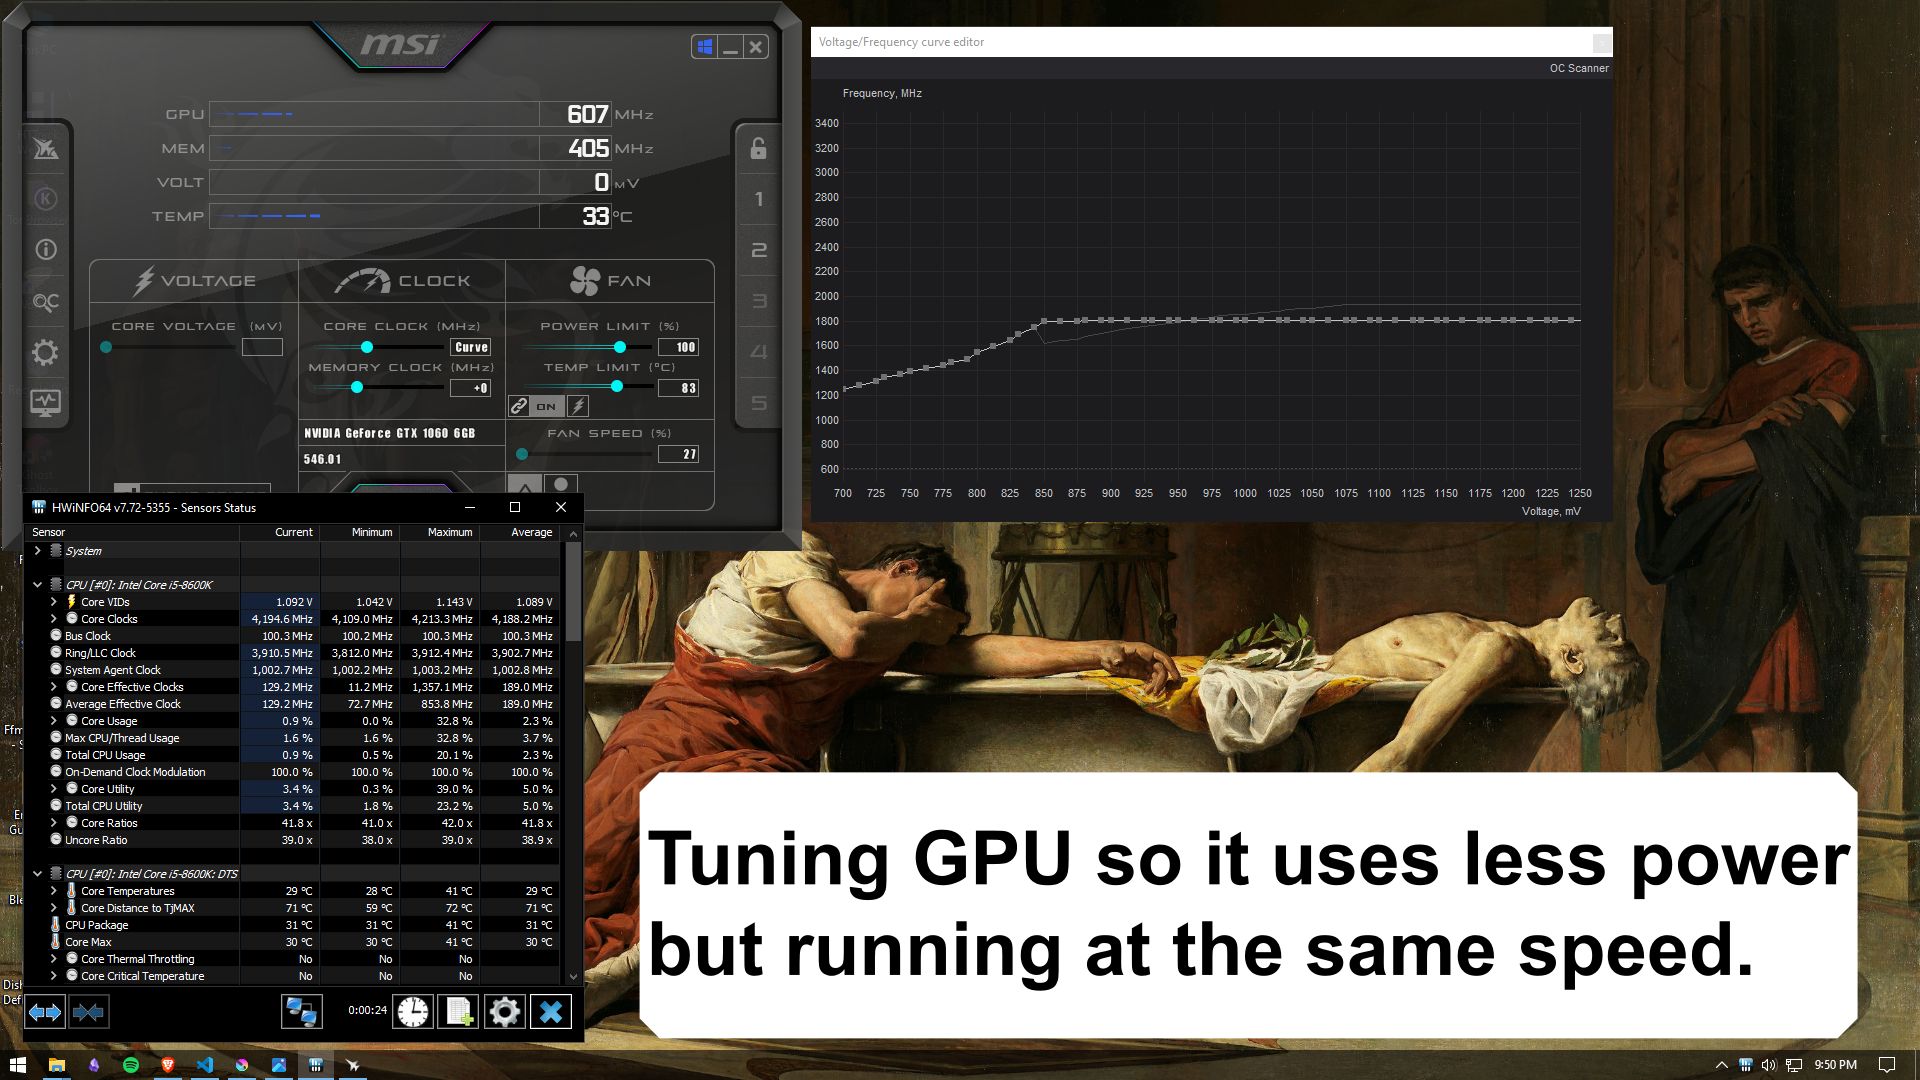 msi
GPU 607 MHz
MEM 405 MHz
VOLT 0 mV
TEMP 33 °C
K
1
2
3
4
5
VOLTAGE
CLOCK
FAN
CORE VOLTAGE (MV)
CORE CLOCK (MHz)
Curve
POWER LIMIT (%)
100
MEMORY CLOCK (MHz)
+0
TEMP LIMIT (°C)
83
ON
NVIDIA GeForce GTX 1060 6GB
546.01
FAN SPEED (%)
27
Voltage/Frequency curve editor
OC Scanner
Frequency, MHz
3400
3200
3000
2800
2600
2400
2200
2000
1800
1600
1400
1200
1000
800
600
700 725 750 775 800 825 850 875 900 925 950 975 1000 1025 1050 1075 1100 1125 1150 1175 1200 1225 1250
Voltage, mV
HWiNFO64 v7.72-5355 - Sensors Status
Sensor Current Minimum Maximum Average
System
CPU [#0]: Intel Core i5-8600K
Core VIDs 1.092 V 1.042 V 1.143 V 1.089 V
Core Clocks 4,194.6 MHz 4,109.0 MHz 4,213.3 MHz 4,188.2 MHz
Bus Clock 100.3 MHz 100.2 MHz 100.3 MHz 100.3 MHz
Ring/LLC Clock 3,910.5 MHz 3,812.0 MHz 3,912.4 MHz 3,902.7 MHz
System Agent Clock 1,002.7 MHz 1,002.2 MHz 1,003.2 MHz 1,002.8 MHz
Core Effective Clocks 129.2 MHz 11.2 MHz 1,357.1 MHz 189.0 MHz
Average Effective Clock 129.2 MHz 72.7 MHz 853.8 MHz 189.0 MHz
Core Usage 0.9 % 0.0 % 32.8 % 2.3 %
Max CPU/Thread Usage 1.6 % 1.6 % 32.8 % 3.7 %
Total CPU Usage 0.9 % 0.5 % 20.1 % 2.3 %
On-Demand Clock Modulation 100.0 % 100.0 % 100.0 % 100.0 %
Core Utility 3.4 % 0.3 % 39.0 % 5.0 %
Total CPU Utility 3.4 % 1.8 % 23.2 % 5.0 %
Core Ratios 41.8 x 41.0 x 42.0 x 41.8 x
Uncore Ratio 39.0 x 38.0 x 39.0 x 38.9 x
CPU [#0]: Intel Core i5-8600K: DTS
Core Temperatures 29 °C 28 °C 41 °C 29 °C
Core Distance to TjMAX 71 °C 59 °C 72 °C 71 °C
CPU Package 31 °C 31 °C 41 °C 31 °C
Core Max 30 °C 30 °C 41 °C 30 °C
Core Thermal Throttling No No No
Core Critical Temperature No No No
0:00:24
Tuning GPU so it uses less power
but running at the same speed.
9:50 PM